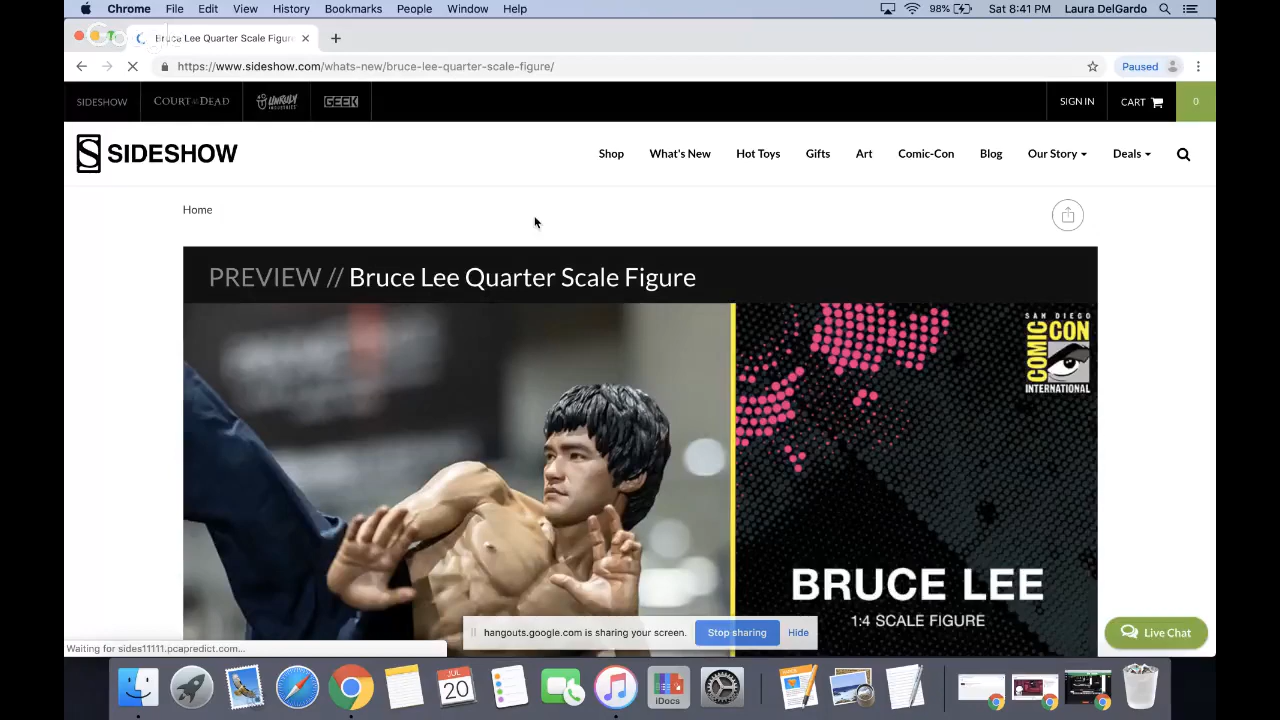 Chrome File Edit View History Bookmarks People Window Help 98% Sat 8:41 PM Laura DelGardo
Google
Bruce Lee Quarter Scale Figur
https://www.sideshow.com/whats-new/bruce-lee-quarter-scale-figure/ Paused
SIDESHOW COURT OF THE DEAD UNRULY INDUSTRIES GEEK SIGN IN CART 0
S SIDESHOW Shop What's New Hot Toys Gifts Art Comic-Con Blog Our Story Deals
Home
PREVIEW // Bruce Lee Quarter Scale Figure
SAN DIEGO
COMIC CON
INTERNATIONAL
BRUCE LEE
1:4 SCALE FIGURE
hangouts.google.com is sharing your screen. Stop sharing Hide
Live Chat
Waiting for sides11111.pcapredict.com...
JUL
20
iDocs